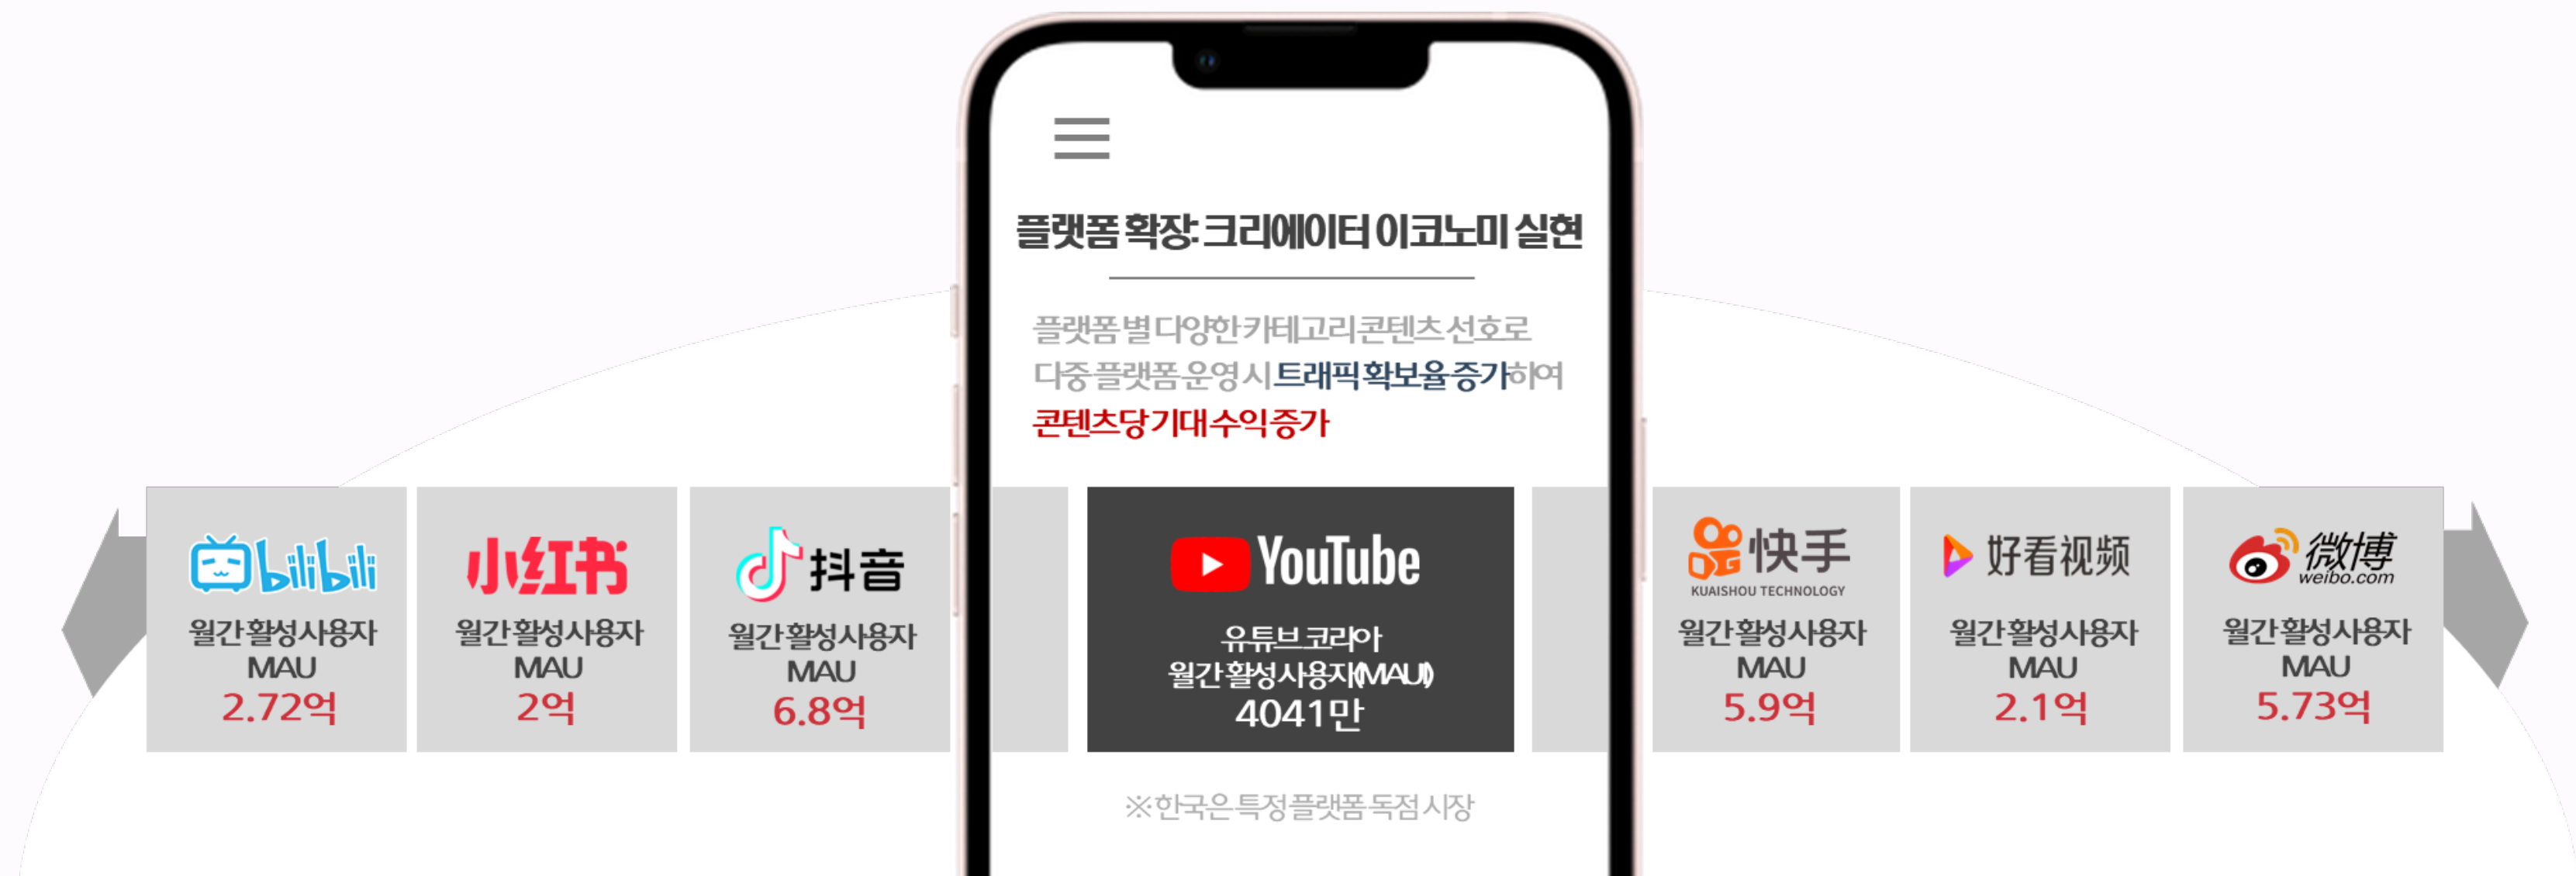 플랫폼 확장: 크리에이터 이코노미 실현
플랫폼 별 다양한 카테고리 콘텐츠 선호로
다중 플랫폼 운영 시 트래픽 확보율 증가하여
콘텐츠당 기대 수익 증가
bilibili
월간 활성 사용자
MAU
2.72억
小红书
월간 활성 사용자
MAU
2억
抖音
월간 활성 사용자
MAU
6.8억
YouTube
유튜브 코리아
월간 활성 사용자(MAU)
4041만
快手
KUAISHOU TECHNOLOGY
월간 활성 사용자
MAU
5.9억
好看视频
월간 활성 사용자
MAU
2.1억
微博
weibo.com
월간 활성 사용자
MAU
5.73억
※ 한국은 특정 플랫폼 독점 시장